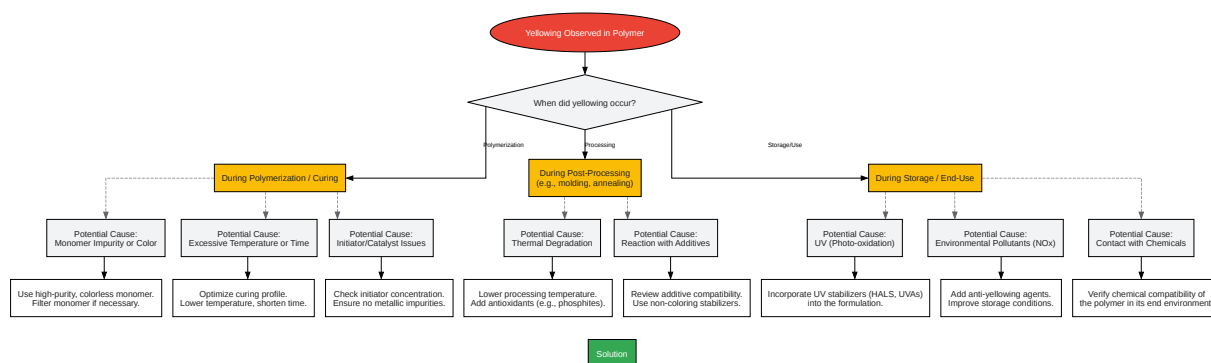 Yellowing Observed in Polymer
When did yellowing occur?
Polymerization
Processing
Storage/Use
During Polymerization / Curing
During Post-Processing
(e.g., molding, annealing)
During Storage / End-Use
Potential Cause:
Monomer Impurity or Color
Potential Cause:
Excessive Temperature or Time
Potential Cause:
Initiator/Catalyst Issues
Potential Cause:
Thermal Degradation
Potential Cause:
Reaction with Additives
Potential Cause:
UV (Photo-oxidation)
Potential Cause:
Environmental Pollutants (NOx)
Potential Cause:
Contact with Chemicals
Use high-purity, colorless monomer.
Filter monomer if necessary.
Optimize curing profile.
Lower temperature, shorten time.
Check initiator concentration.
Ensure no metallic impurities.
Lower processing temperature.
Add antioxidants (e.g., phosphites).
Review additive compatibility.
Use non-coloring stabilizers.
Incorporate UV stabilizers (HALS, UVAs)
into the formulation.
Add anti-yellowing agents.
Improve storage conditions.
Verify chemical compatibility of
the polymer in its end environment
Solution